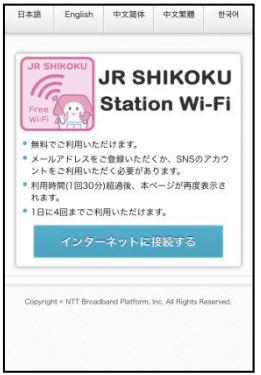 日本語 English 中文简体 中文繁體 한국어
JR SHIKOKU
Free
Wi-Fi
JR SHIKOKU
Station Wi-Fi
無料でご利用いただけます。
メールアドレスをご登録いただくか、SNSのアカウ
ントをご利用いただく必要があります。
利用時間(1回30分)超過後、本ページが再度表示さ
れます。
1日に4回までご利用いただけます。
インターネットに接続する
Copyright © NTT Broadband Platform, Inc. All Rights Reserved.